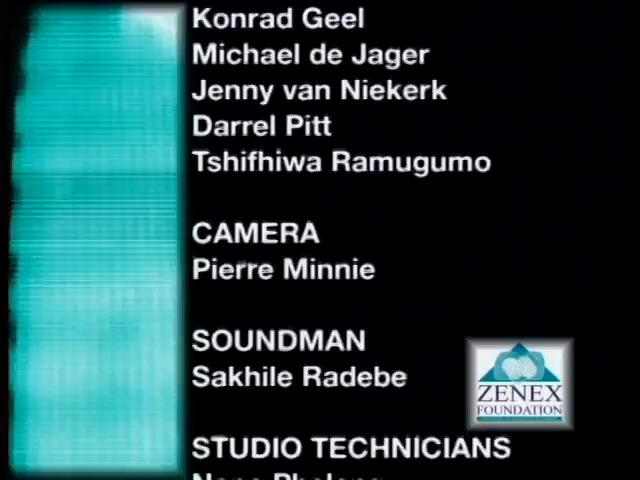 Konrad Geel
Michael de Jager
Jenny van Niekerk
Darrel Pitt
Tshifhiwa Ramugumo
CAMERA
Pierre Minnie
SOUNDMAN
Sakhile Radebe
ZENEX
FOUNDATION
STUDIO TECHNICIANS